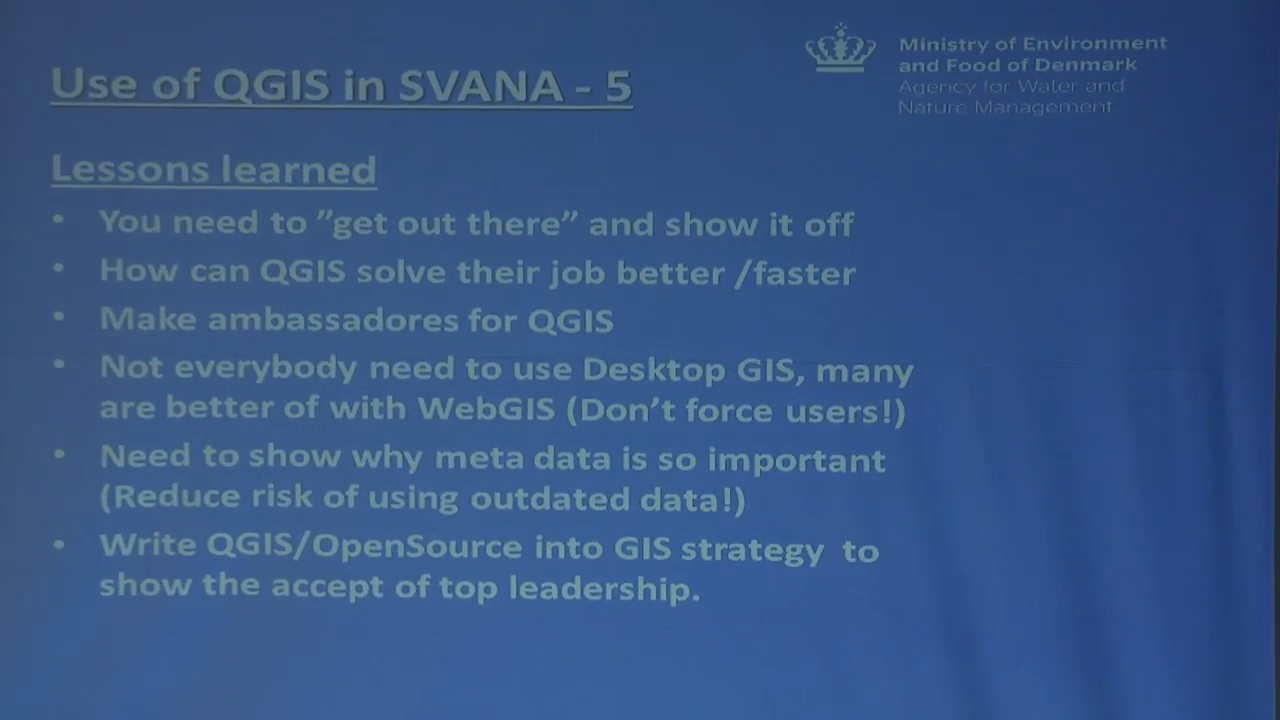 Ministry of Environment
and Food of Denmark
Agency for Water and
Nature Management
Use of QGIS in SVANA - 5
Lessons learned
• You need to ”get out there” and show it off
• How can QGIS solve their job better /faster
• Make ambassadores for QGIS
• Not everybody need to use Desktop GIS, many
are better of with WebGIS (Don’t force users!)
• Need to show why meta data is so important
(Reduce risk of using outdated data!)
• Write QGIS/OpenSource into GIS strategy to
show the accept of top leadership.